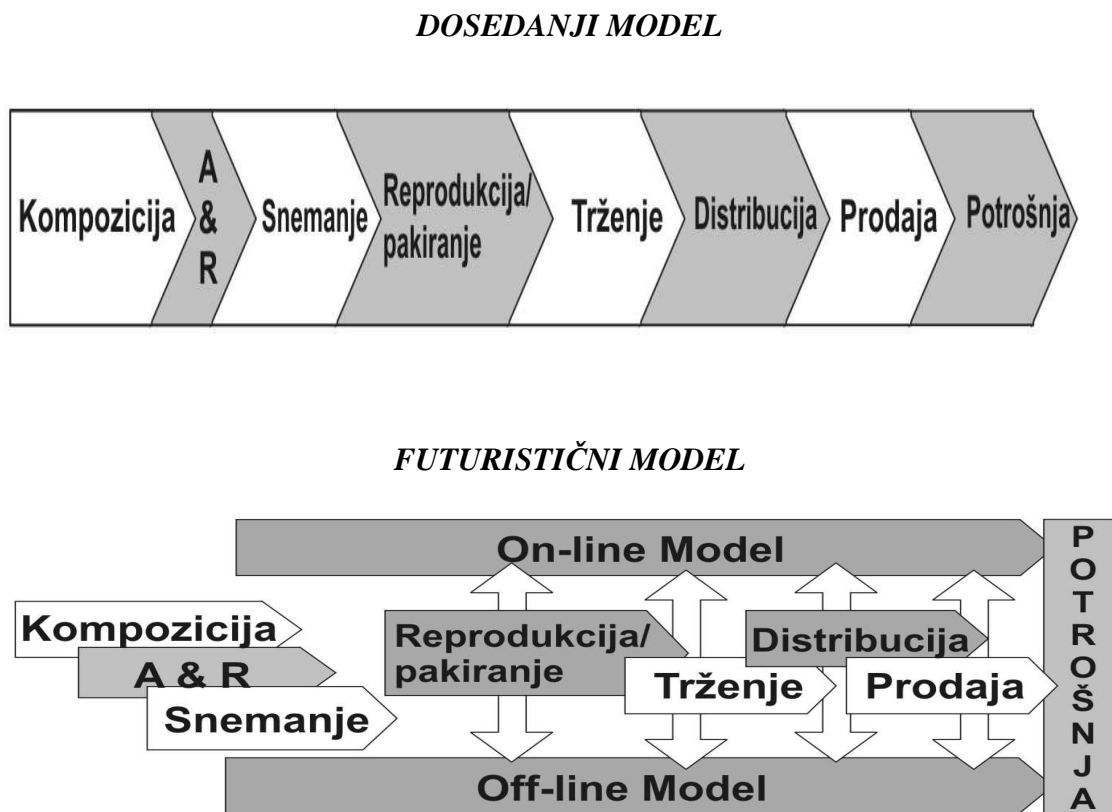 DOSEDANJI MODEL
Kompozicija
A
&
R
Snemanje
Reprodukcija/
pakiranje
Trženje
Distribucija
Prodaja
Potrošnja
FUTURISTIČNI MODEL
On-line Model
Kompozicija
A & R
Snemanje
Reprodukcija/
pakiranje
Trženje
Distribucija
Prodaja
Off-line Model
P
O
T
R
O
Š
N
J
A